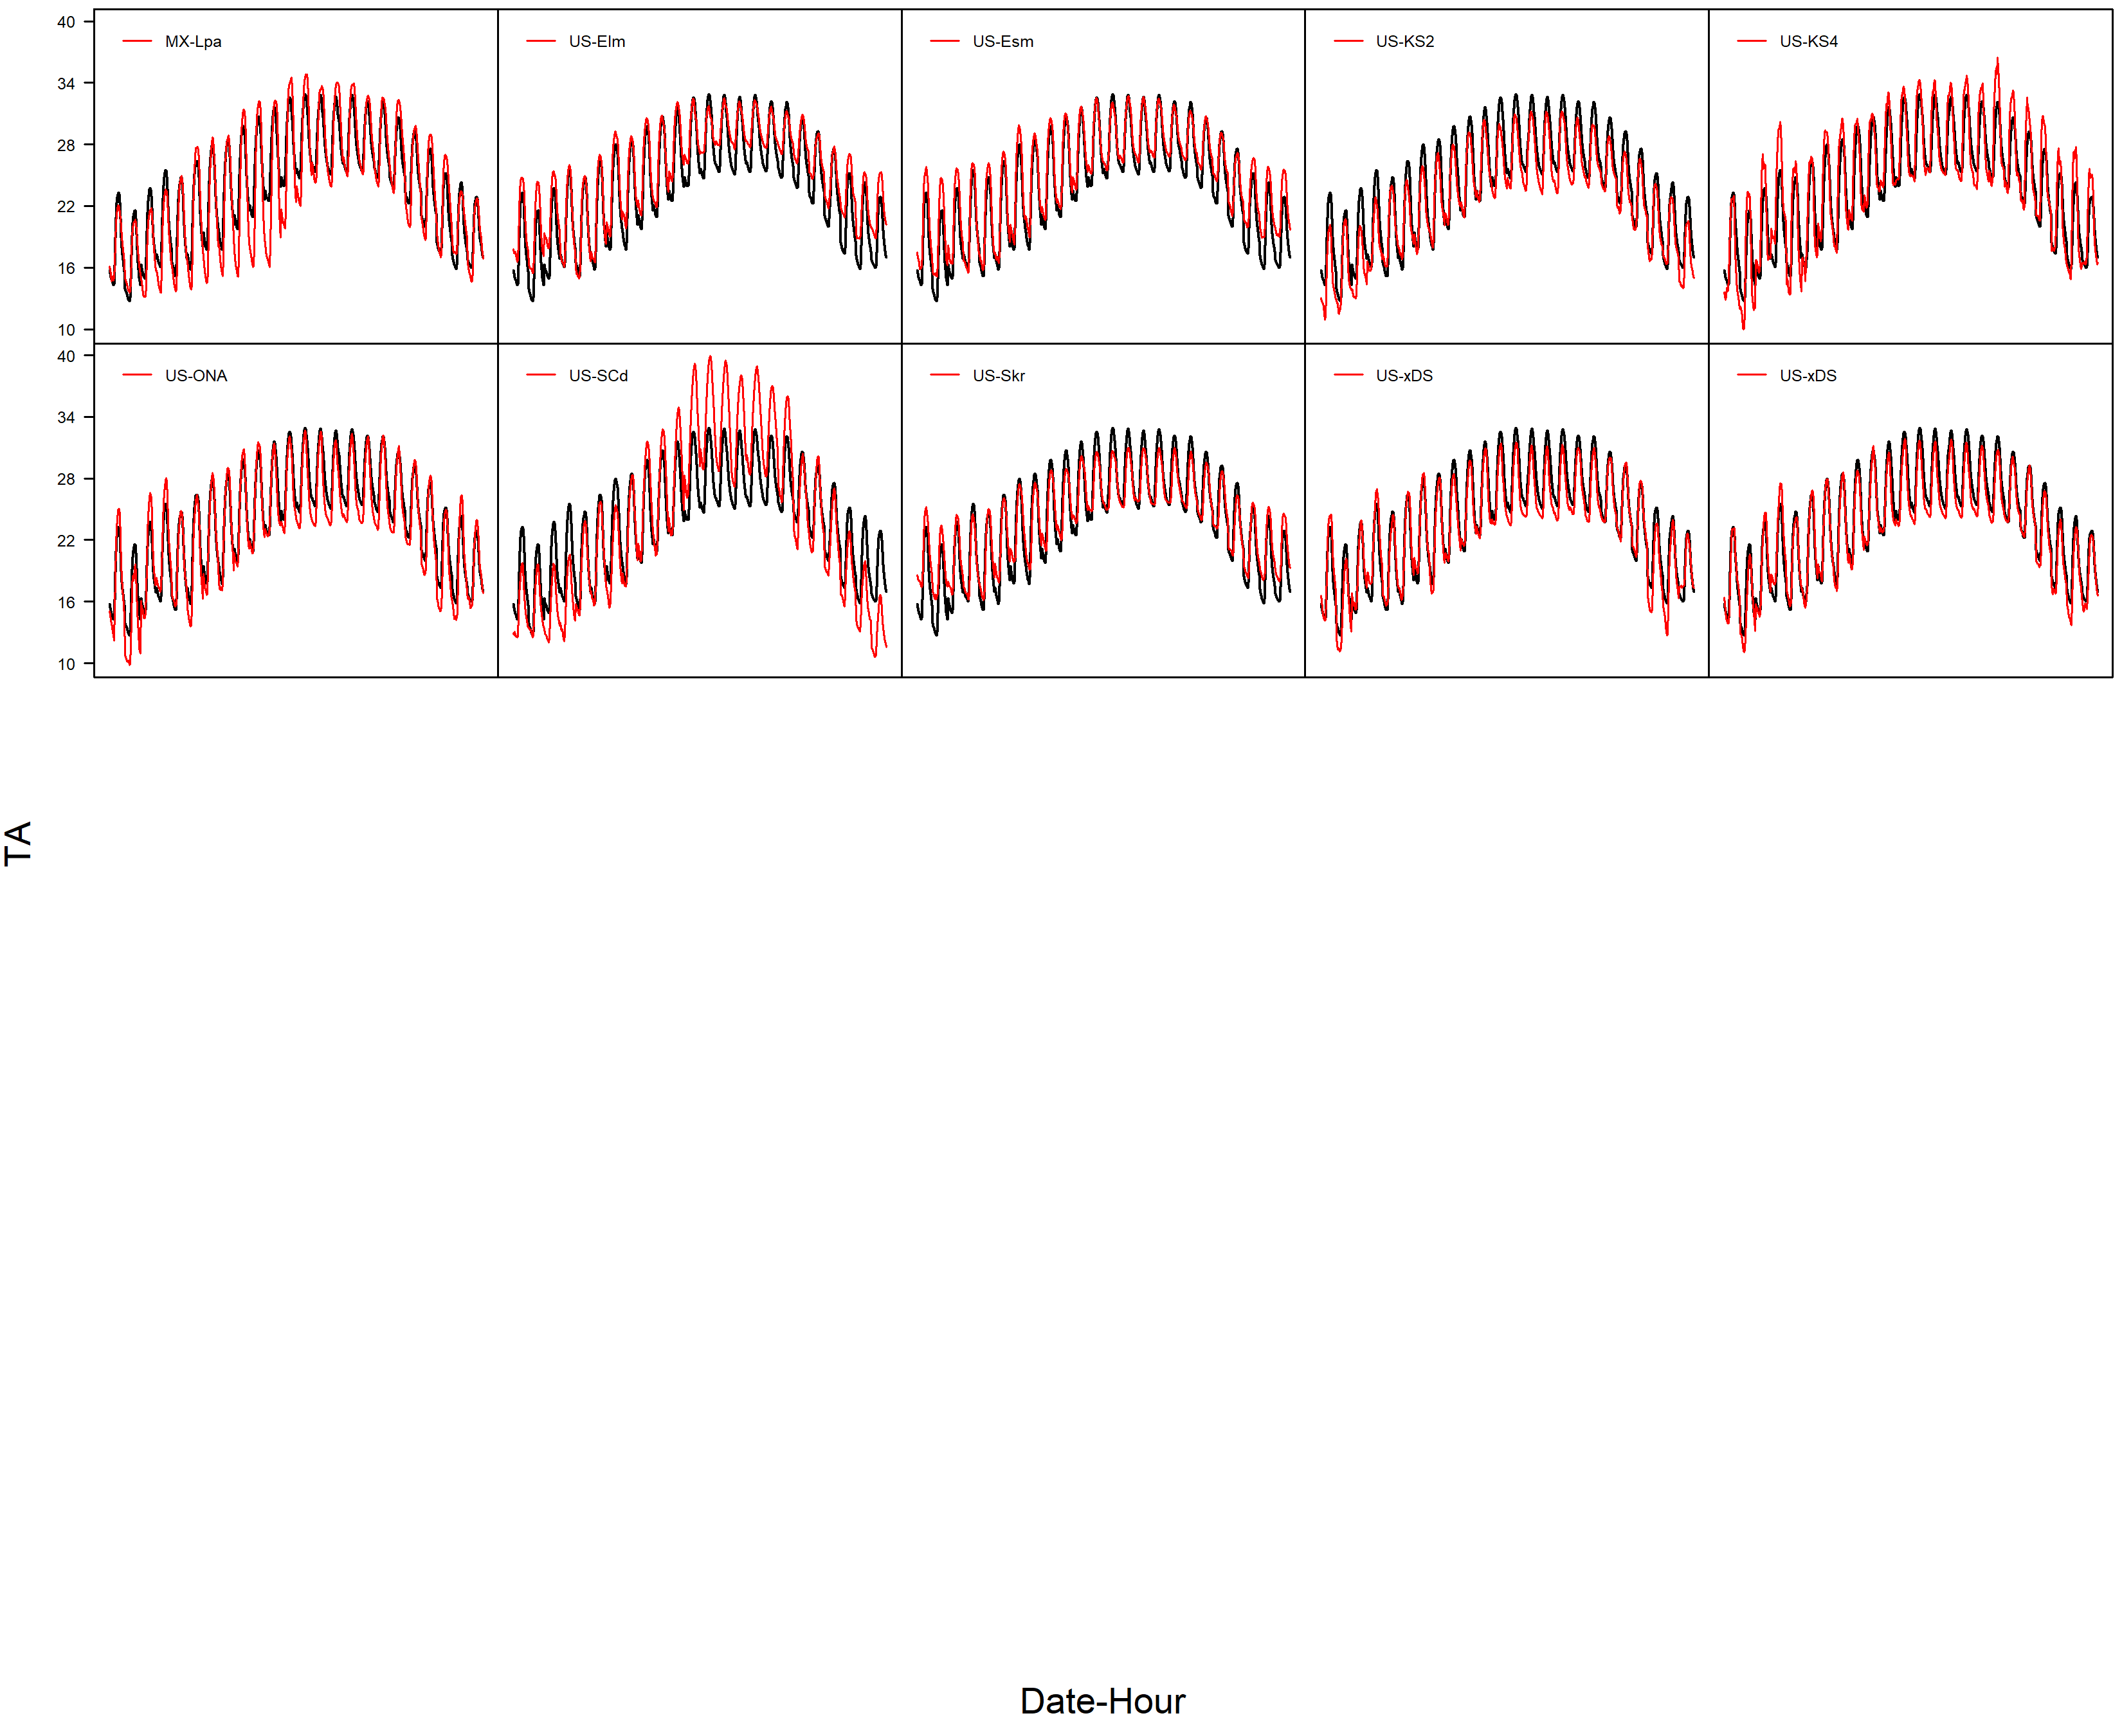 40
34
28
22
16
10
MX-Lpa
US-Elm
US-Esm
US-KS2
US-KS4
40
34
28
22
16
10
US-ONA
US-SCd
US-Skr
US-xDS
US-xDS
TA
Date-Hour